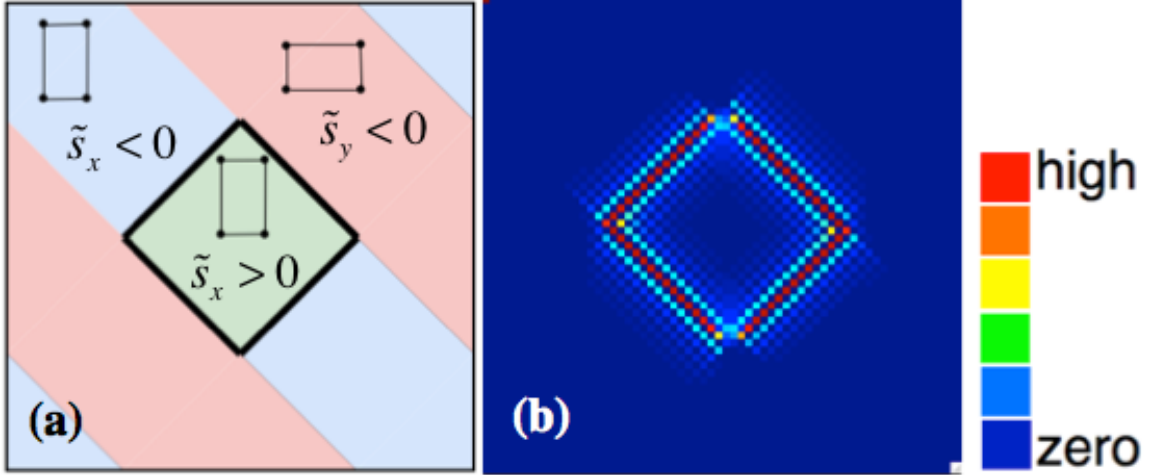 s̃ₓ < 0
s̃ᵧ < 0
s̃ₓ > 0
(a)
(b)
high
zero